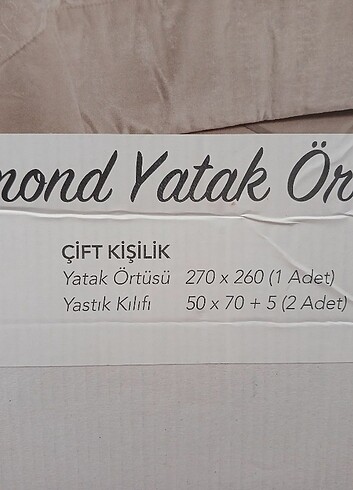 mond Yatak Ör
ÇİFT KİŞİLİK
Yatak Örtüsü 270 x 260 (1 Adet)
Yastık Kılıfı 50 x 70 + 5 (2 Adet)